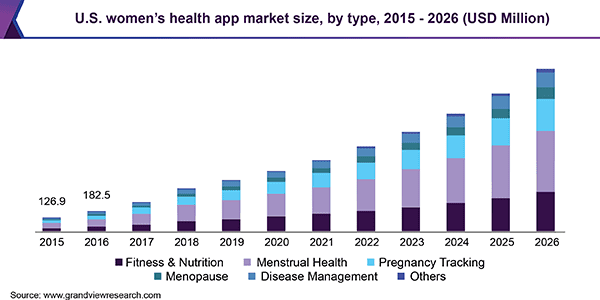 U.S. women's health app market size, by type, 2015 - 2026 (USD Million)
126.9
182.5
2015 2016 2017 2018 2019 2020 2021 2022 2023 2024 2025 2026
Fitness & Nutrition Menstrual Health Pregnancy Tracking
Menopause Disease Management Others
Source: www.grandviewresearch.com